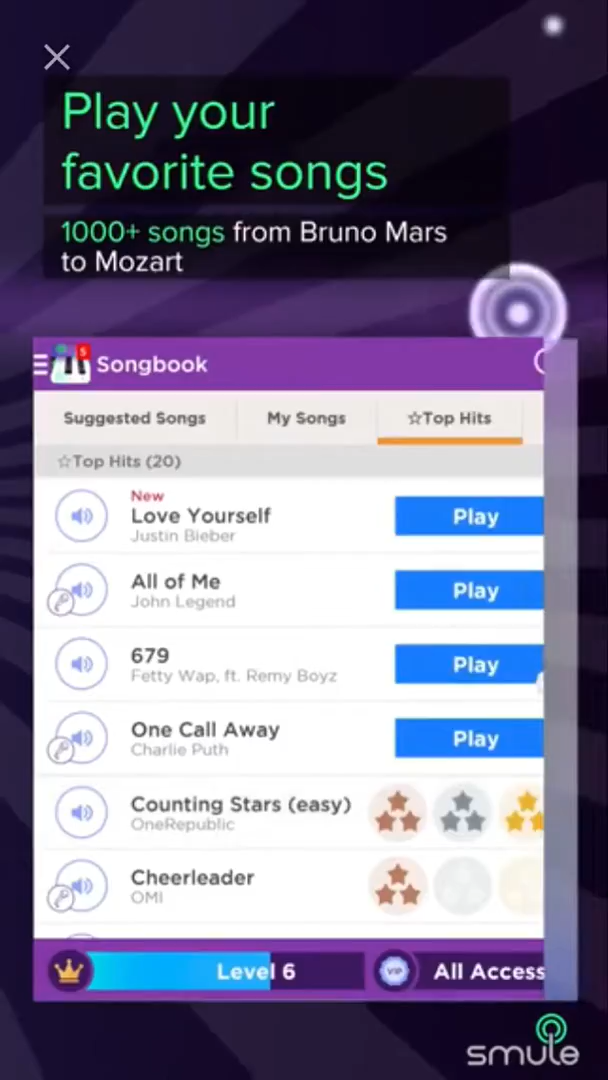 Play your
favorite songs
1000+ songs from Bruno Mars
to Mozart
S
Songbook
Suggested Songs
My Songs
☆Top Hits
☆Top Hits (20)
New
Love Yourself
Play
Justin Bieber
All of Me
Play
John Legend
679
Play
Fetty Wap, ft. Remy Boyz
One Call Away
Play
Charlie Puth
Counting Stars (easy)
OneRepublic
Cheerleader
OMI
Level 6
VIP
All Access
smule